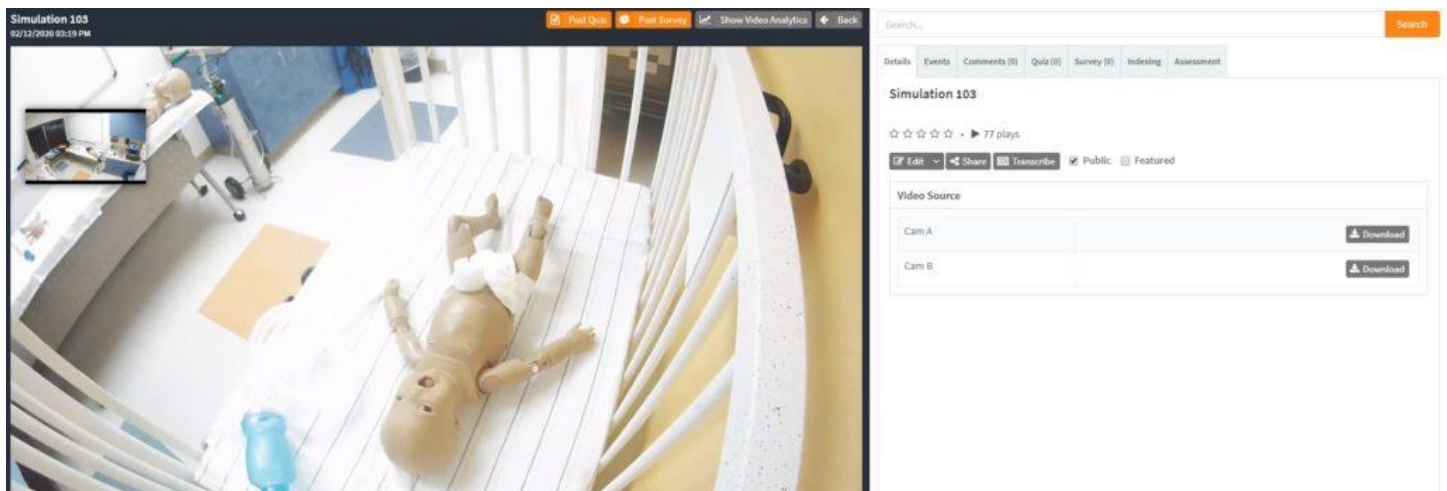 Simulation 103
02/12/2020 03:19 PM
Post Quiz
Post Survey
Show Video Analytics
Back
Search...
Search
Details Events Comments (0) Quiz (0) Survey (0) Indexing Assessment
Simulation 103
77 plays
Edit Share Transcribe Public Featured
Video Source
Cam A Download
Cam B Download